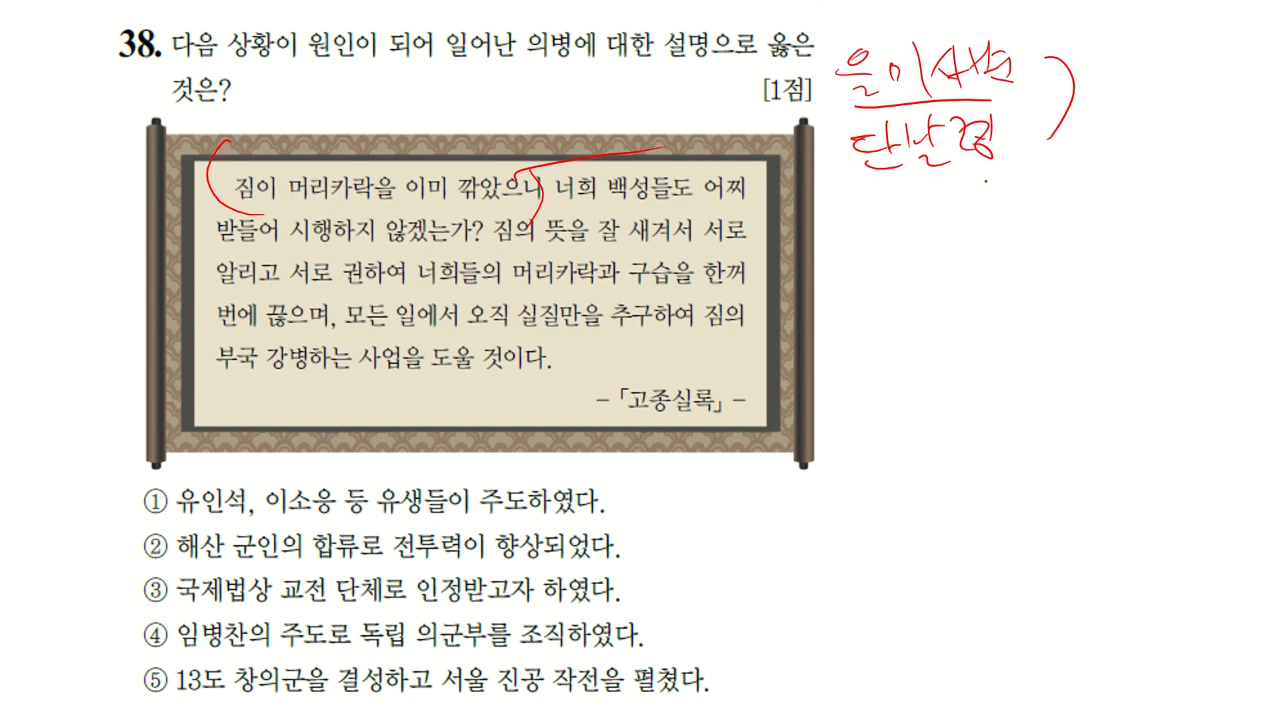 38. 다음 상황이 원인이 되어 일어난 의병에 대한 설명으로 옳은
것은? [1점]
을미사변
단발령
짐이 머리카락을 이미 깎았으니 너희 백성들도 어찌
받들어 시행하지 않겠는가? 짐의 뜻을 잘 새겨서 서로
알리고 서로 권하여 너희들의 머리카락과 구습을 한꺼
번에 끊으며, 모든 일에서 오직 실질만을 추구하여 짐의
부국 강병하는 사업을 도울 것이다.
- 「고종실록」 -
① 유인석, 이소응 등 유생들이 주도하였다.
② 해산 군인의 합류로 전투력이 향상되었다.
③ 국제법상 교전 단체로 인정받고자 하였다.
④ 임병찬의 주도로 독립 의군부를 조직하였다.
⑤ 13도 창의군을 결성하고 서울 진공 작전을 펼쳤다.